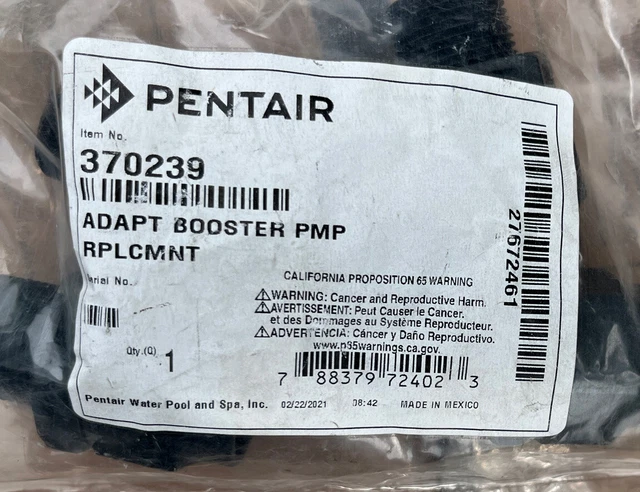 PENTAIR
Item No.
370239
ADAPT BOOSTER PMP
RPLCMNT
erial No.
Qty.(Q) 1
CALIFORNIA PROPOSITION 65 WARNING
WARNING: Cancer and Reproductive Harm.
AVERTISSEMENT: Peut Causer le Cancer.
et des Dommages au Système Reproducteur.
ADVERTENCIA: Cáncer y Daño Reproductivo.
www.p65warnings.ca.gov.
7 88379 72402 3
Pentair Water Pool and Spa, Inc. 02/22/2021 08:42 MADE IN MEXICO
27672461